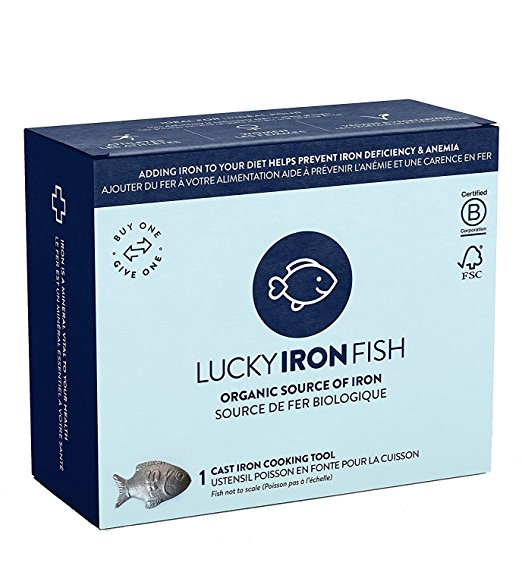 IDEAL FOR
ADDING IRON TO YOUR DIET HELPS PREVENT IRON DEFICIENCY & ANEMIA
AJOUTER DU FER À VOTRE ALIMENTATION AIDE À PRÉVENIR L'ANÉMIE ET UNE CARENCE EN FER
IRON IS A MINERAL VITAL TO YOUR HEALTH
LE FER EST UN MINÉRAL ESSENTIEL À VOTRE SANTÉ
BUY ONE
GIVE ONE
Certified
B
Corporation
FSC
LUCKY IRON FISH
ORGANIC SOURCE OF IRON
SOURCE DE FER BIOLOGIQUE
1 CAST IRON COOKING TOOL
USTENSIL POISSON EN FONTE POUR LA CUISSON
Fish not to scale (Poisson pas à l'échelle)